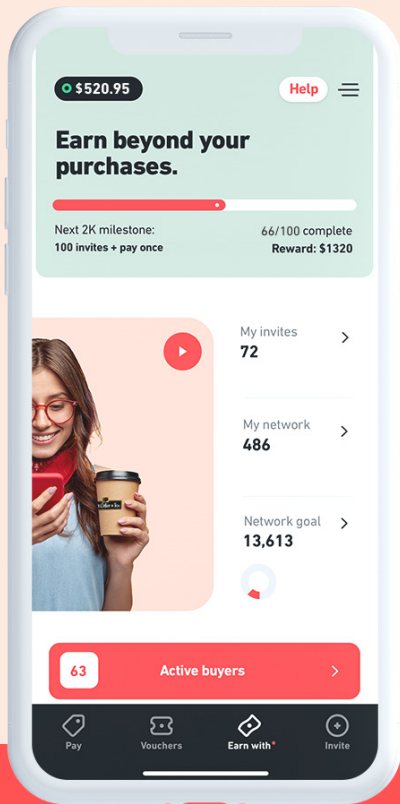 $520.95
Help
Earn beyond your
purchases.
Next 2K milestone:
66/100 complete
100 invites + pay once
Reward: $1320
My invites
72
My network
486
Network goal
13,613
63
Active buyers
Pay
Vouchers
Earn with*
Invite